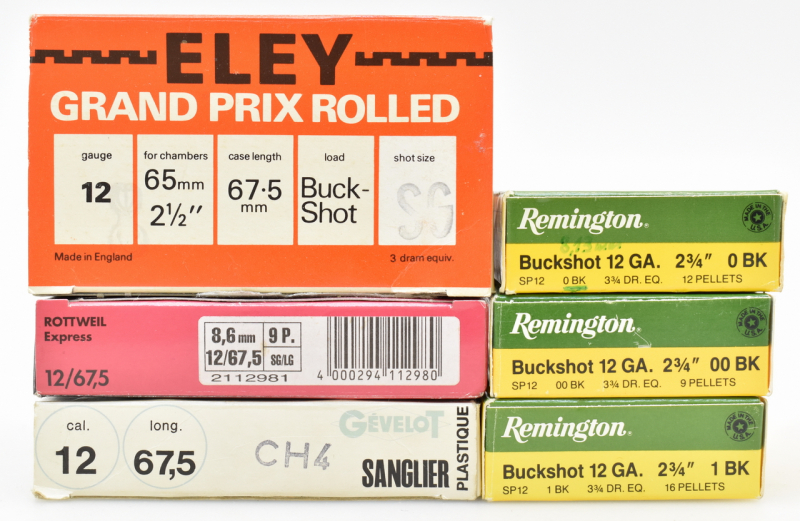 ELEY
GRAND PRIX ROLLED
gauge
12
for chambers
65mm
2½"
case length
67·5
mm
load
Buck-
Shot
shot size
SG
Made in England
3 dram equiv.
ROTTWEIL
Express
12/67,5
8,6 mm 9 P.
12/67,5 SG/LG
2112981
4 000294 112980
cal.
12
long.
67,5
GÉVELOT
CH4
SANGLIER
PLASTIQUE
Remington®
MADE IN U.S.A.
Buckshot 12 GA. 2¾" 0 BK
SP12 0 BK 3¾ DR. EQ. 12 PELLETS
Remington®
MADE IN U.S.A.
Buckshot 12 GA. 2¾" 00 BK
SP12 00 BK 3¾ DR. EQ. 9 PELLETS
Remington®
MADE IN U.S.A.
Buckshot 12 GA. 2¾" 1 BK
SP12 1 BK 3¾ DR. EQ. 16 PELLETS